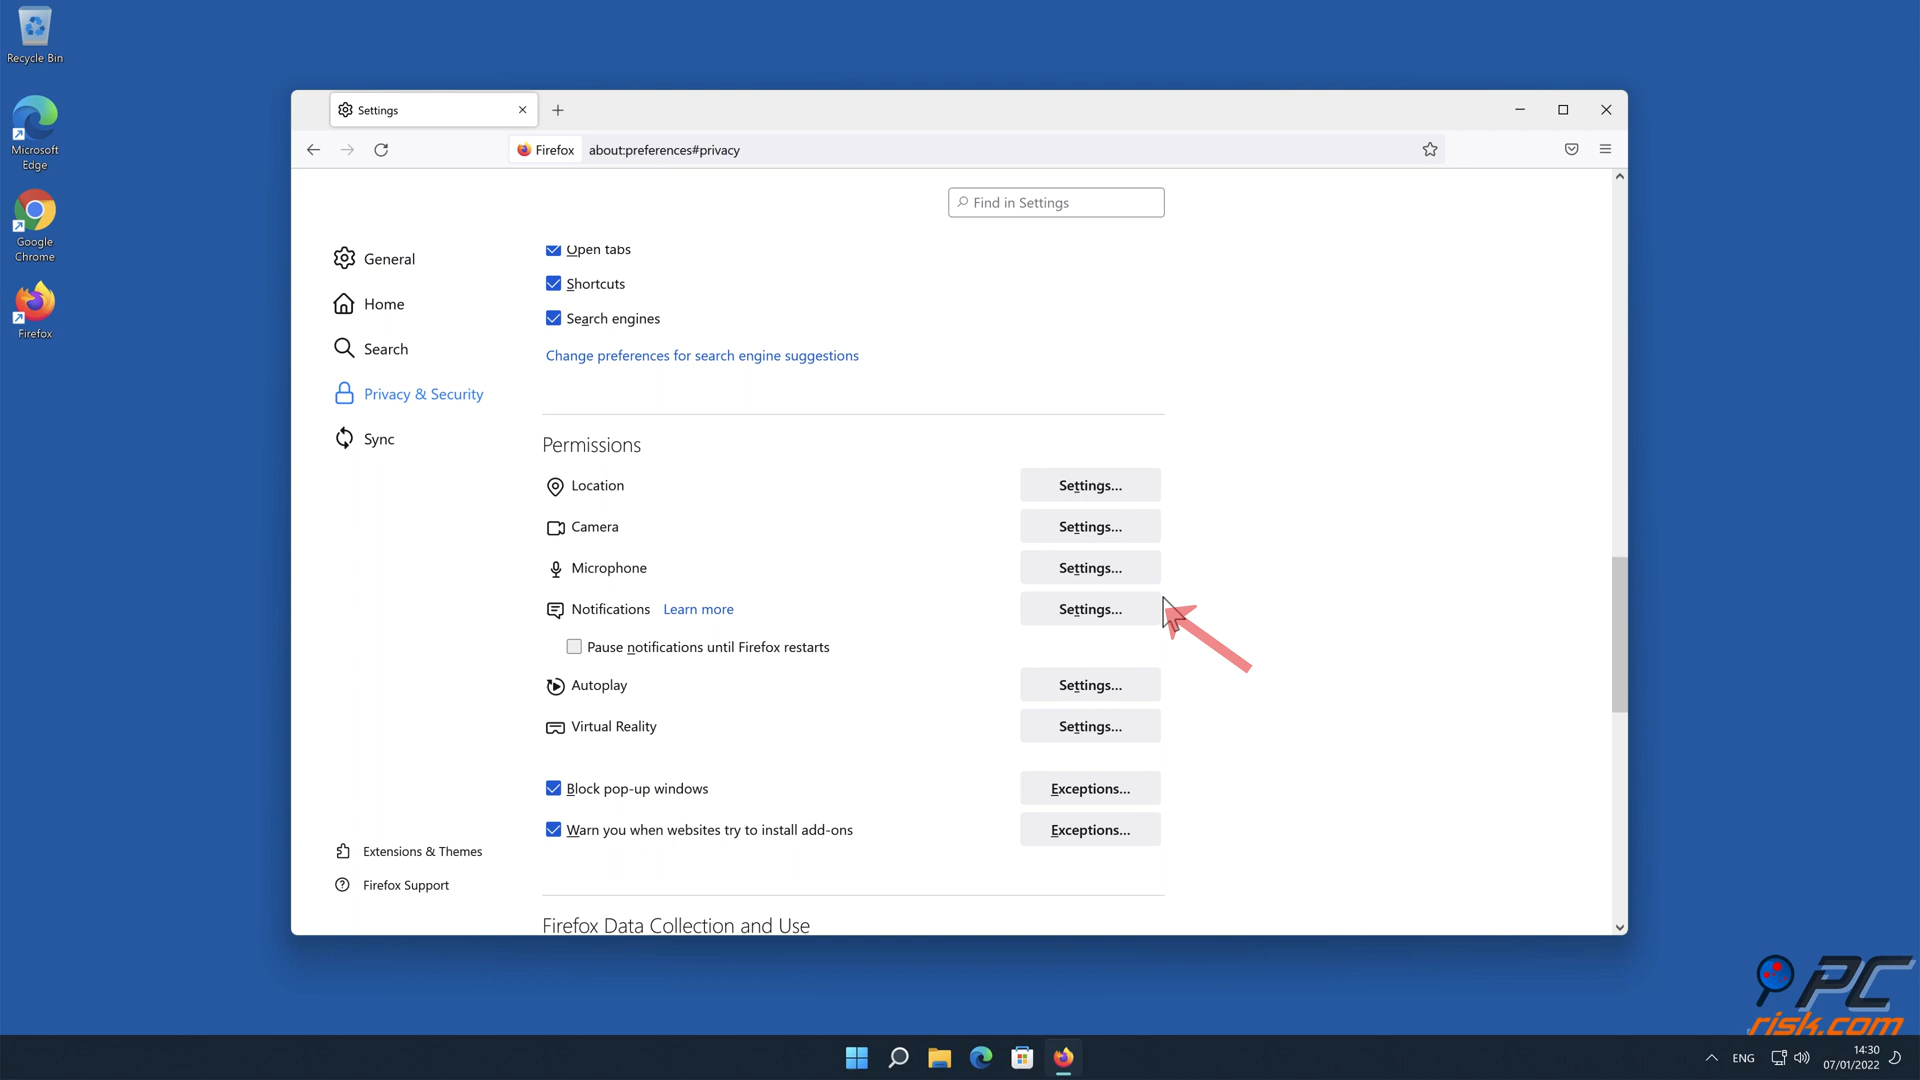 Recycle Bin
Microsoft
Edge
Google
Chrome
Firefox
Settings
Firefox
about:preferences#privacy
Find in Settings
General
Home
Search
Privacy & Security
Sync
Extensions & Themes
Firefox Support
Open tabs
Shortcuts
Search engines
Change preferences for search engine suggestions
Permissions
Location Settings...
Camera Settings...
Microphone Settings...
Notifications Learn more Settings...
Pause notifications until Firefox restarts
Autoplay Settings...
Virtual Reality Settings...
Block pop-up windows Exceptions...
Warn you when websites try to install add-ons Exceptions...
Firefox Data Collection and Use
PC
risk.com
ENG
14:30
07/01/2022